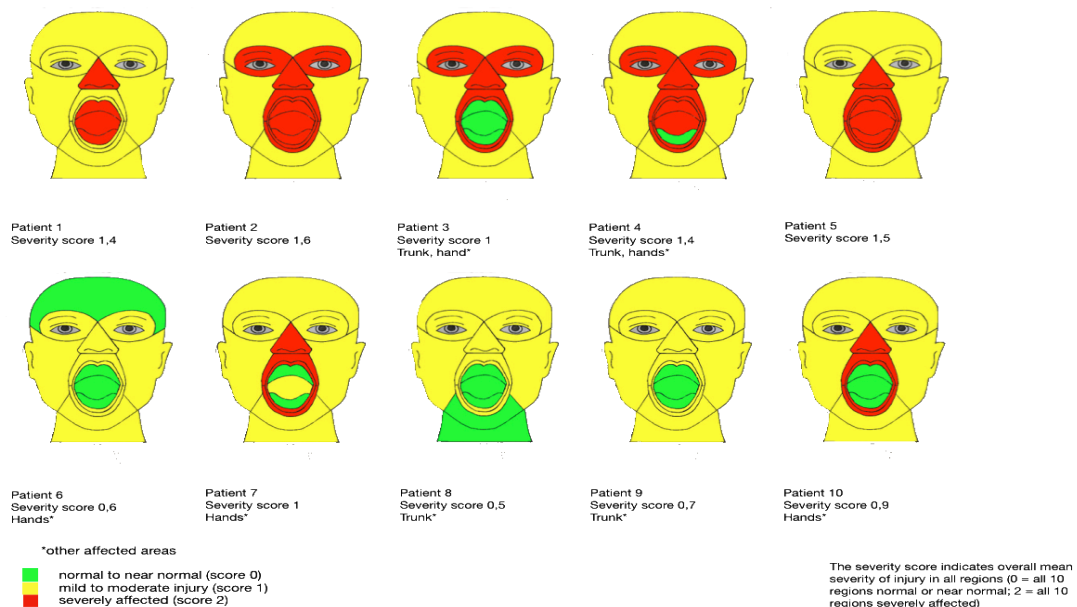 Patient 1
Severity score 1,4
Patient 2
Severity score 1,6
Patient 3
Severity score 1
Trunk, hand*
Patient 4
Severity score 1,4
Trunk, hands*
Patient 5
Severity score 1,5
Patient 6
Severity score 0,6
Hands*
Patient 7
Severity score 1
Hands*
Patient 8
Severity score 0,5
Trunk*
Patient 9
Severity score 0,7
Trunk*
Patient 10
Severity score 0,9
Hands*
*other affected areas
normal to near normal (score 0)
mild to moderate injury (score 1)
severely affected (score 2)
The severity score indicates overall mean
severity of injury in all regions (0 = all 10
regions normal or near normal; 2 = all 10
regions severely affected)